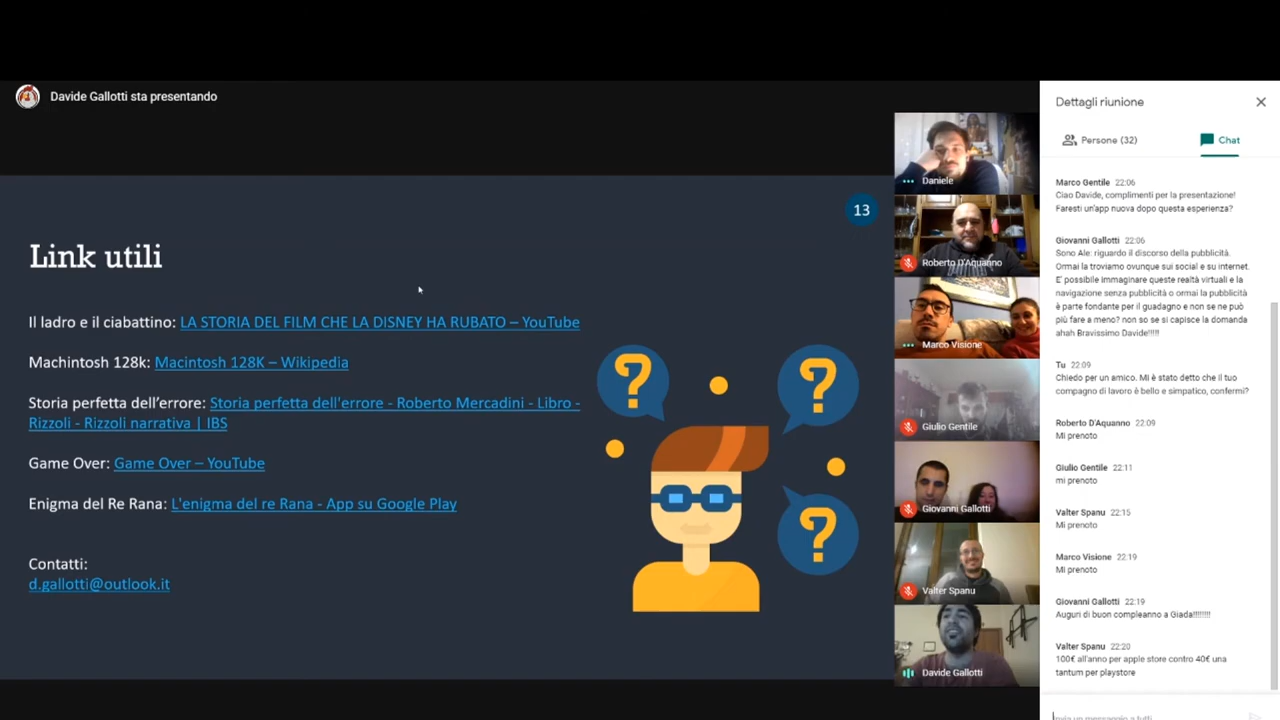 Davide Gallotti sta presentando
13
Link utili
Il ladro e il ciabattino: LA STORIA DEL FILM CHE LA DISNEY HA RUBATO – YouTube
Machintosh 128k: Macintosh 128K – Wikipedia
Storia perfetta dell’errore: Storia perfetta dell'errore - Roberto Mercadini - Libro -
Rizzoli - Rizzoli narrativa | IBS
Game Over: Game Over – YouTube
Enigma del Re Rana: L'enigma del re Rana - App su Google Play
Contatti:
d.gallotti@outlook.it
? ? ?
Daniele
Roberto D'Aquanno
Marco Visione
Giulio Gentile
Giovanni Gallotti
Valter Spanu
Davide Gallotti
Dettagli riunione
Persone (32)
Chat
Marco Gentile 22:06
Ciao Davide, complimenti per la presentazione!
Faresti un'app nuova dopo questa esperienza?
Giovanni Gallotti 22:06
Sono Ale: riguardo il discorso della pubblicità.
Ormai la troviamo ovunque sui social e su internet.
E' possibile immaginare queste realtà virtuali e la
navigazione senza pubblicità o ormai la pubblicità
è parte fondante per il guadagno e non se ne può
più fare a meno? non so se si capisce la domanda
ahah Bravissimo Davide!!!!!
Tu 22:09
Chiedo per un amico. Mi è stato detto che il tuo
compagno di lavoro è bello e simpatico, confermi?
Roberto D'Aquanno 22:09
Mi prenoto
Giulio Gentile 22:11
mi prenoto
Valter Spanu 22:15
Mi prenoto
Marco Visione 22:19
Mi prenoto
Giovanni Gallotti 22:19
Auguri di buon compleanno a Giada!!!!!!!!
Valter Spanu 22:20
100€ all'anno per apple store contro 40€ una
tantum per playstore
Invia un messaggio a tutti